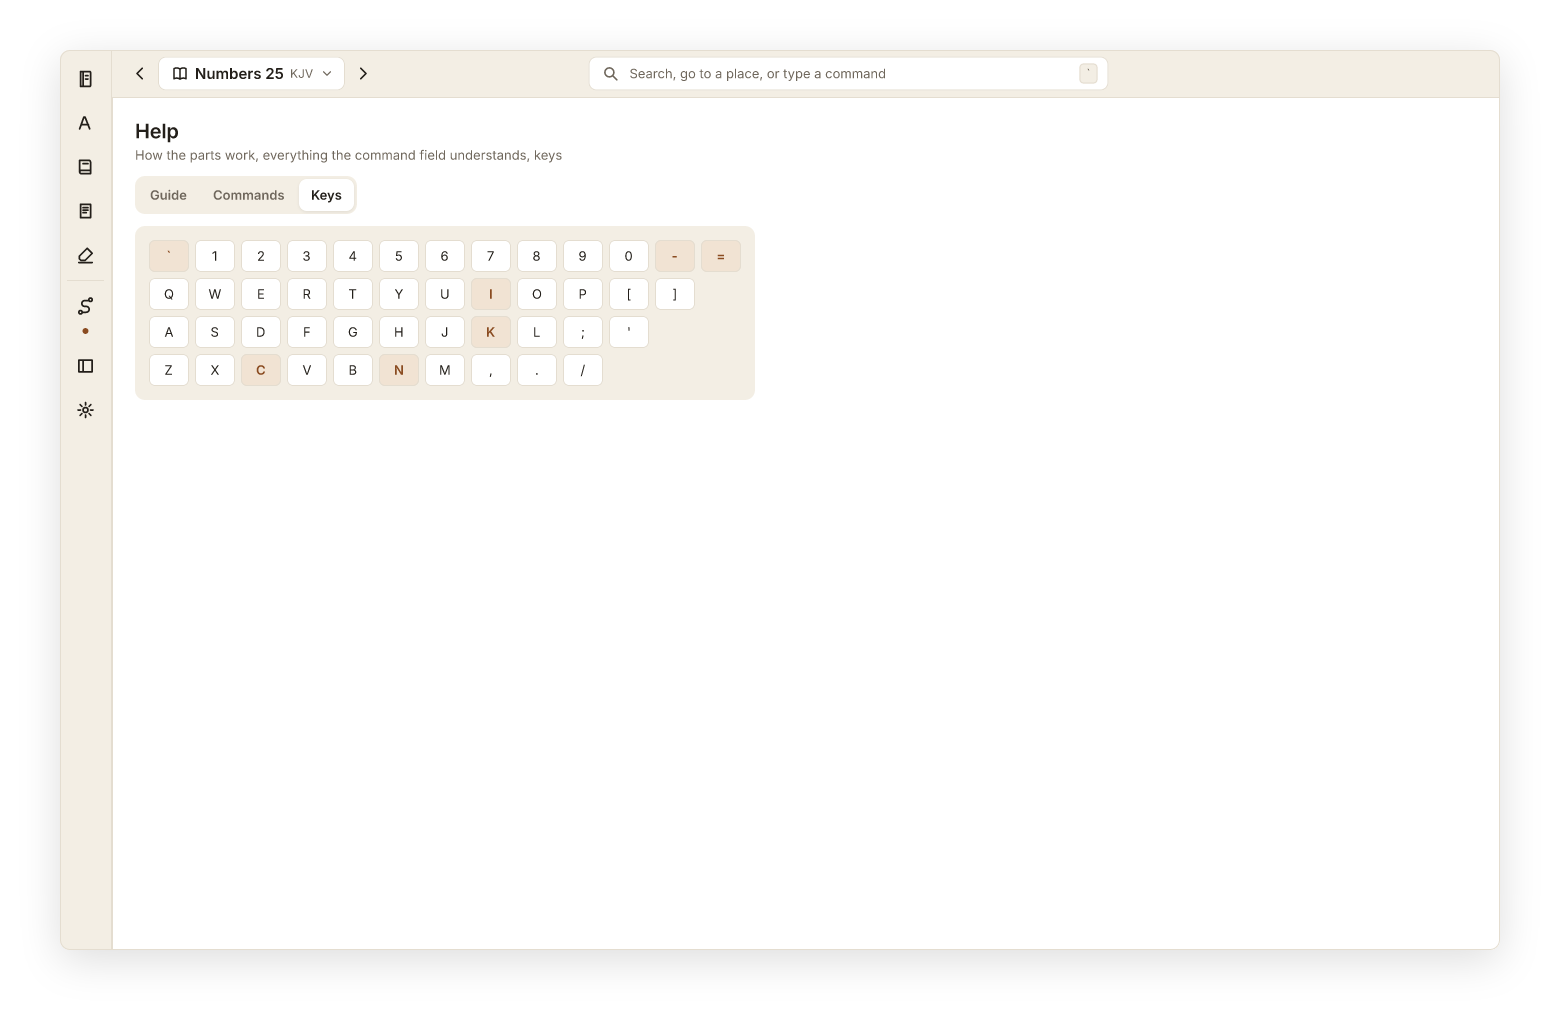 Numbers 25 KJV
Search, go to a place, or type a command `
Help
How the parts work, everything the command field understands, keys
Guide Commands Keys
` 1 2 3 4 5 6 7 8 9 0 - =
Q W E R T Y U I O P [ ]
A S D F G H J K L ; '
Z X C V B N M , . /